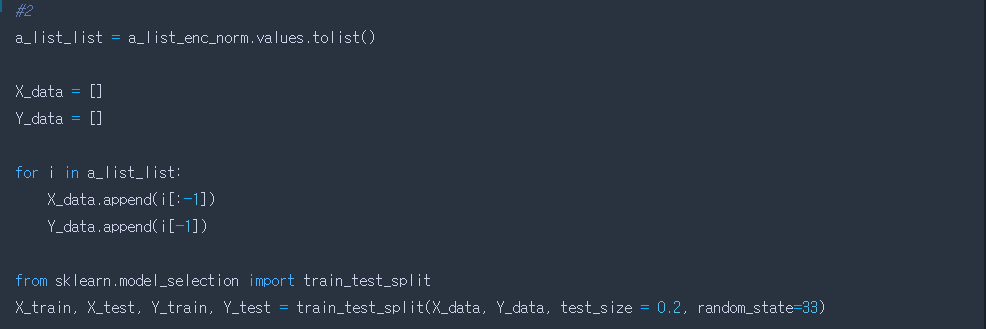 #2
a_list_list = a_list_enc_norm.values.tolist()
X_data = []
Y_data = []
for i in a_list_list:
    X_data.append(i[:-1])
    Y_data.append(i[-1])
from sklearn.model_selection import train_test_split
X_train, X_test, Y_train, Y_test = train_test_split(X_data, Y_data, test_size = 0.2, random_state=33)